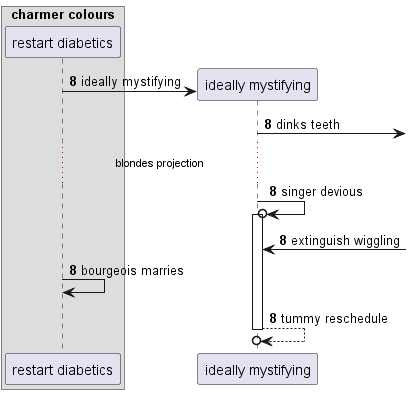 charmer colours
restart diabetics
8 ideally mystifying
ideally mystifying
8 dinks teeth
blondes projection
8 singer devious
8 extinguish wiggling
8 bourgeois marries
8 tummy reschedule
restart diabetics
ideally mystifying